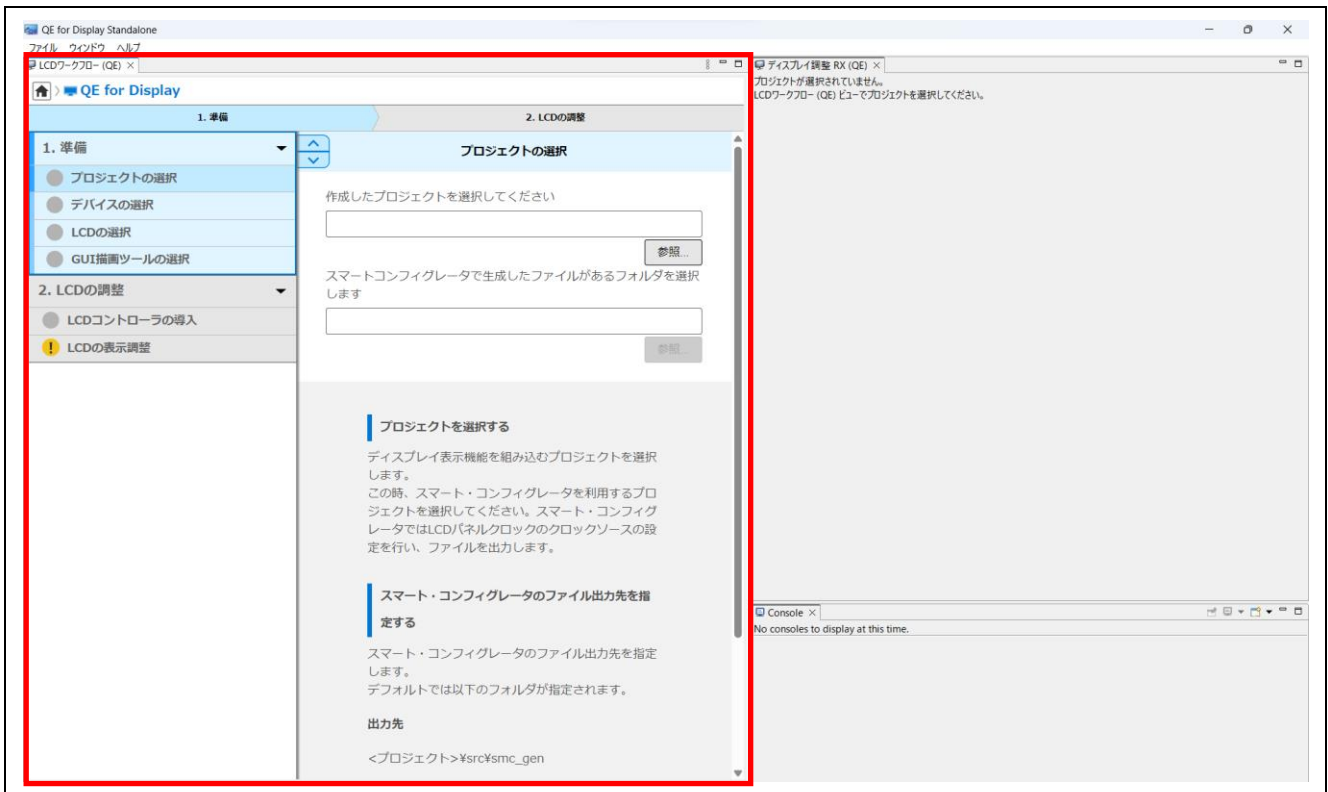 QE for Display Standalone
ファイル ウィンドウ ヘルプ
LCDワークフロー (QE) ×
QE for Display
1. 準備
2. LCDの調整
1. 準備
プロジェクトの選択
デバイスの選択
LCDの選択
GUI描画ツールの選択
2. LCDの調整
LCDコントローラの導入
LCDの表示調整
プロジェクトの選択
作成したプロジェクトを選択してください
参照...
スマートコンフィグレータで生成したファイルがあるフォルダを選択
します
参照...
プロジェクトを選択する
ディスプレイ表示機能を組み込むプロジェクトを選択
します。
この時、スマート・コンフィグレータを利用するプロ
ジェクトを選択してください。スマート・コンフィグ
レータではLCDパネルクロックのクロックソースの設
定を行い、ファイルを出力します。
スマート・コンフィグレータのファイル出力先を指
定する
スマート・コンフィグレータのファイル出力先を指定
します。
デフォルトでは以下のフォルダが指定されます。
出力先
<プロジェクト>¥src¥smc_gen
ディスプレイ調整 RX (QE) ×
プロジェクトが選択されていません。
LCDワークフロー (QE) ビューでプロジェクトを選択してください。
Console ×
No consoles to display at this time.